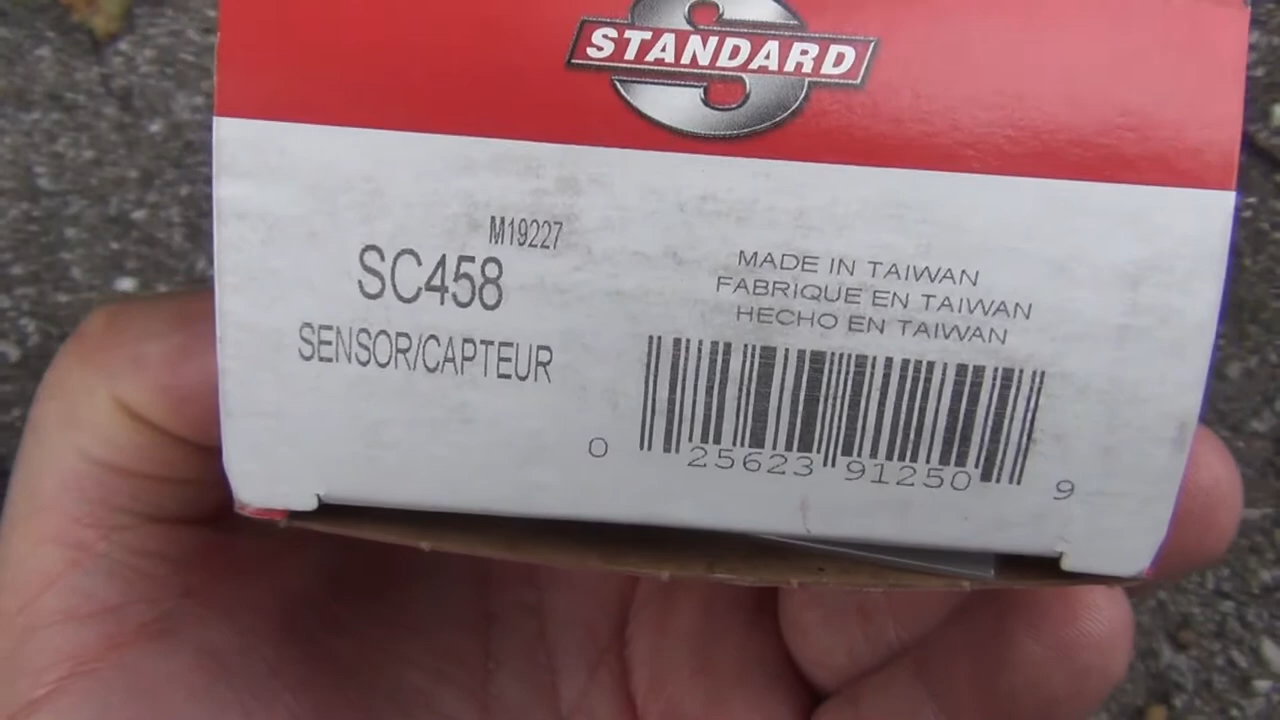 STANDARD
M19227
SC458
SENSOR/CAPTEUR
MADE IN TAIWAN
FABRIQUE EN TAIWAN
HECHO EN TAIWAN
0 25623 91250 9